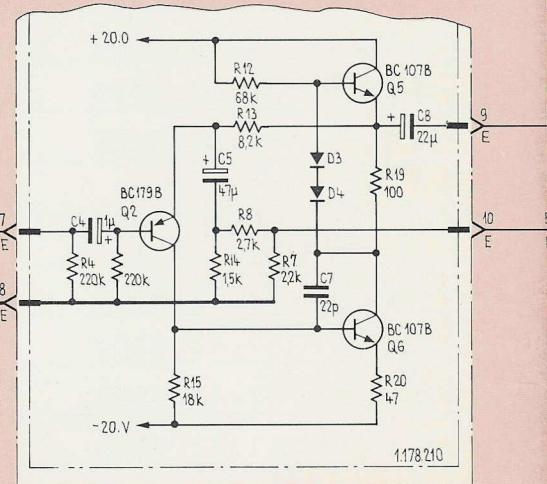 + 20.0
R12
68k
BC 107B
Q5
R13
8,2k
+ C8
22µ
9
E
+ C5
47µ
D3
D4
R19
100
BC179B
Q2
7
E
C4
1µ
+
R8
2,7k
10
E
R4
220k
220k
R14
1,5k
R7
2,2k
C7
22p
8
E
BC 107B
Q6
R15
18k
R20
47
-20.V
1.178.210